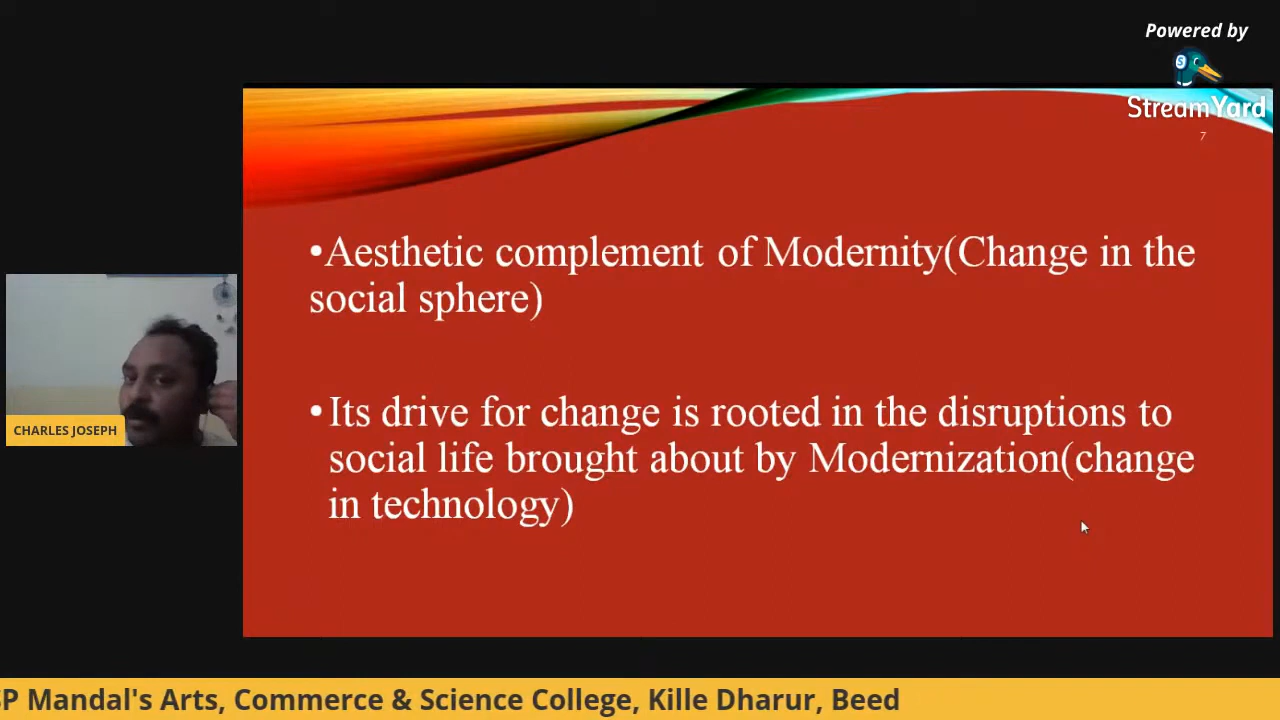 Powered by
StreamYard
7
•Aesthetic complement of Modernity(Change in the
social sphere)
• Its drive for change is rooted in the disruptions to
social life brought about by Modernization(change
in technology)
CHARLES JOSEPH
P Mandal's Arts, Commerce & Science College, Kille Dharur, Beed